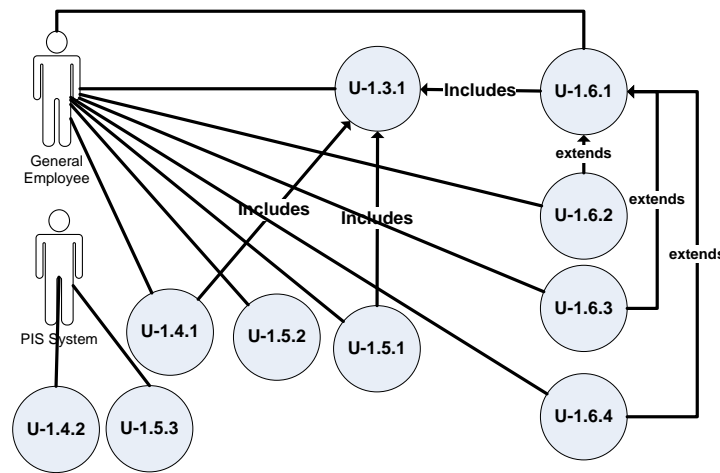 U-1.3.1
Includes
U-1.6.1
General
Employee
extends
U-1.6.2
extends
Includes
Includes
extends
U-1.6.3
PIS System
U-1.4.1
U-1.5.2
U-1.5.1
U-1.6.4
U-1.4.2
U-1.5.3